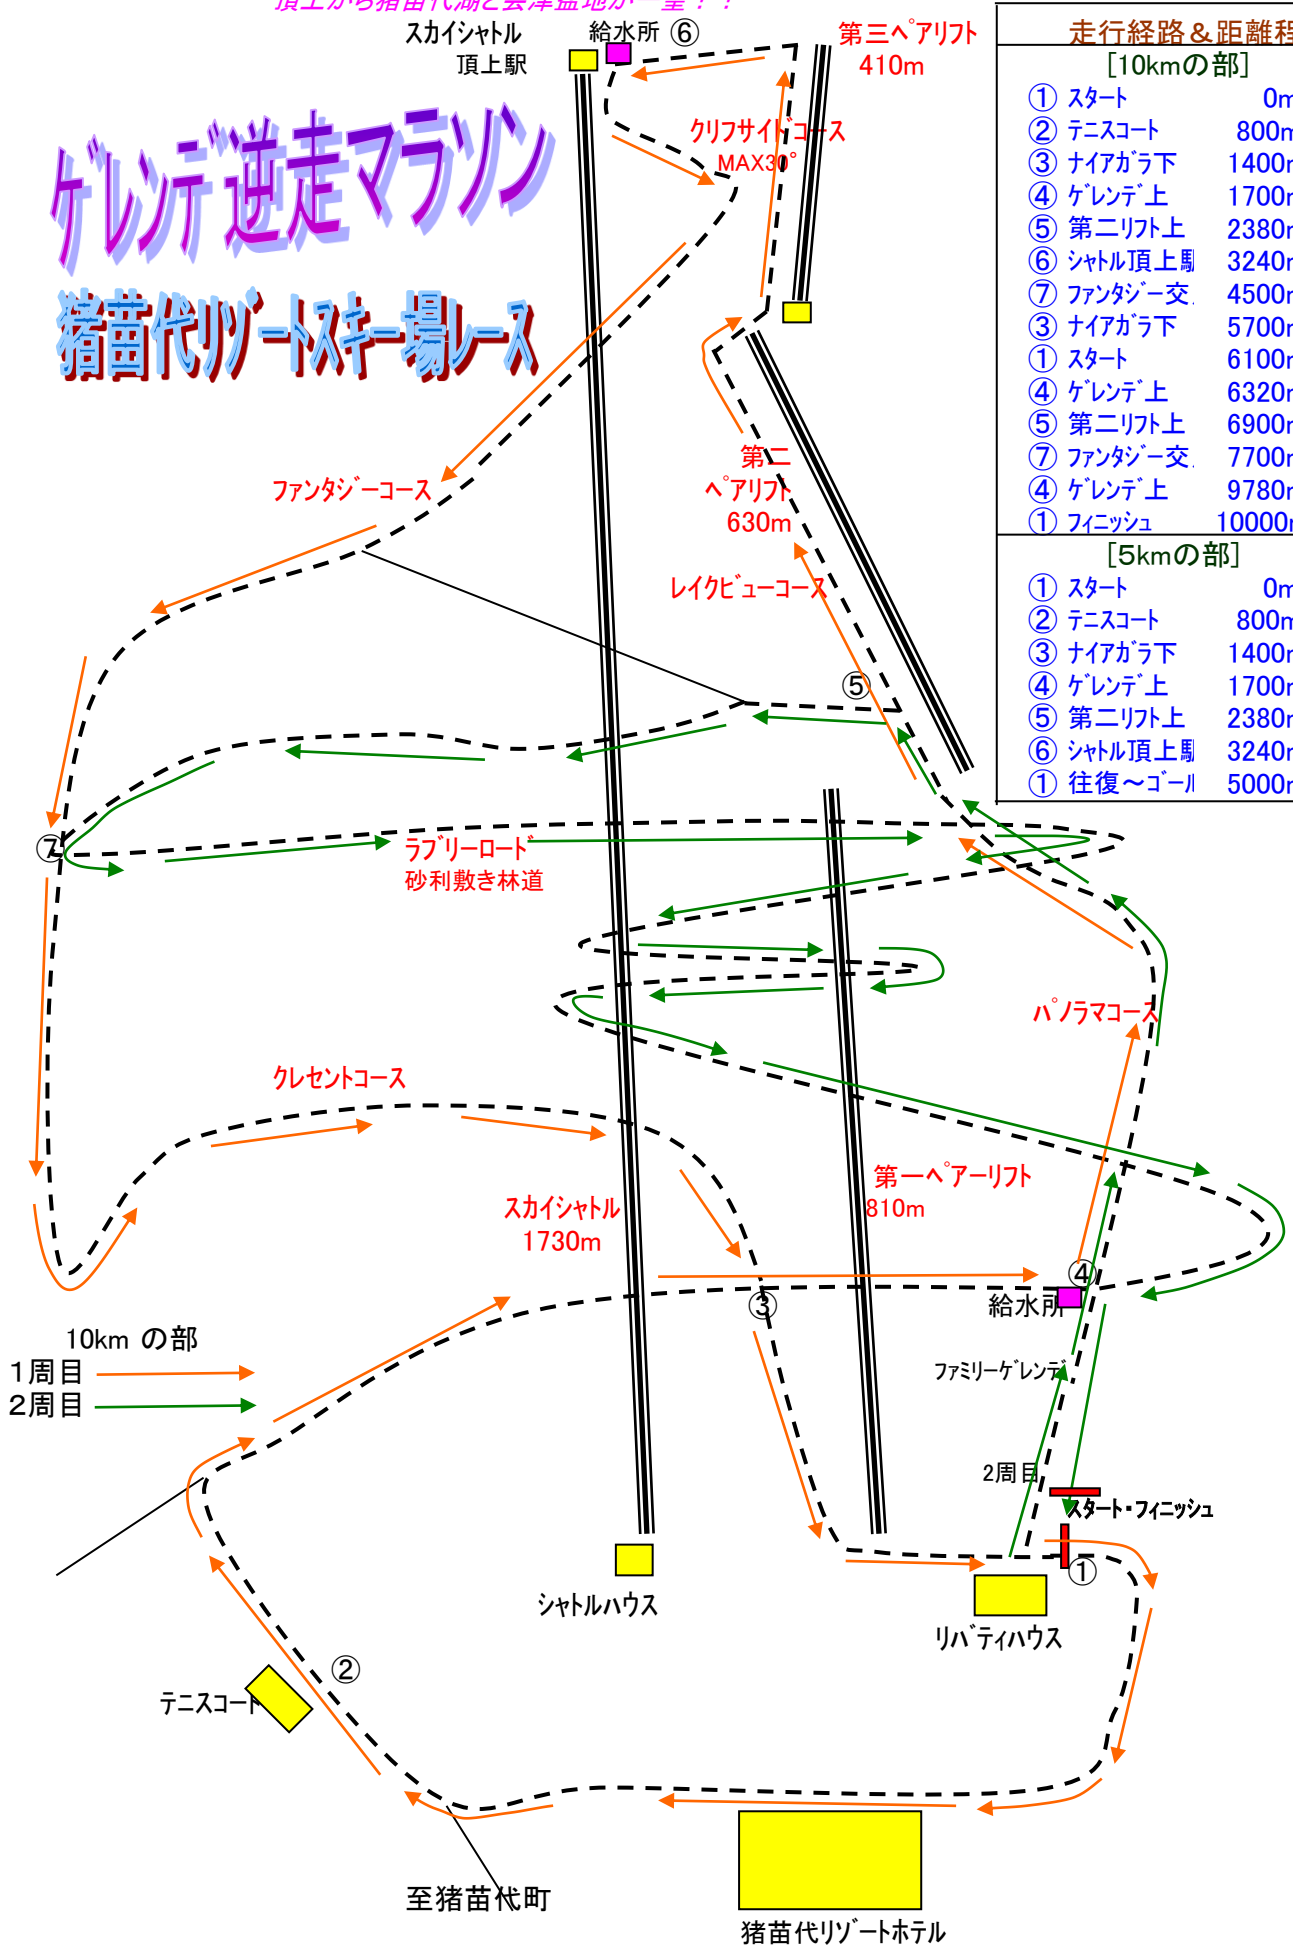 頂上から猪苗代湖と会津盆地が一望！！
スカイシャトル
頂上駅
給水所 ⑥
第三ペアリフト
410m
クリフサイドコース
MAX30°
ゲレンデ逆走マラソン
猪苗代リゾートスキー場レース
第二
ペアリフト
630m
ファンタジーコース
レイクビューコース
⑤
⑦
ラブリーロード
砂利敷き林道
パノラマコース
クレセントコース
第一ペアーリフト
810m
スカイシャトル
1730m
④
給水所
③
10km の部
1周目
2周目
ファミリーゲレンデ
2周目
スタート・フィニッシュ
①
シャトルハウス
リバティハウス
②
テニスコート
至猪苗代町
猪苗代リゾートホテル
走行経路＆距離程
[10kmの部]
① スタート 0m
② テニスコート 800m
③ ナイアガラ下 1400m
④ ゲレンデ上 1700m
⑤ 第二リフト上 2380m
⑥ シャトル頂上駅 3240m
⑦ ファンタジー交 4500m
③ ナイアガラ下 5700m
① スタート 6100m
④ ゲレンデ上 6320m
⑤ 第二リフト上 6900m
⑦ ファンタジー交 7700m
④ ゲレンデ上 9780m
① フィニッシュ 10000m
[5kmの部]
① スタート 0m
② テニスコート 800m
③ ナイアガラ下 1400m
④ ゲレンデ上 1700m
⑤ 第二リフト上 2380m
⑥ シャトル頂上駅 3240m
① 往復～ゴール 5000m